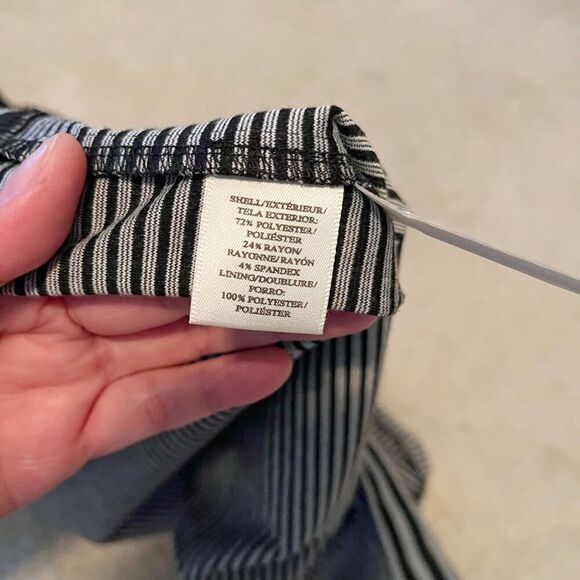 SHELL/EXTÉRIEUR/
TELA EXTERIOR:
72% POLYESTER/
POLIÉSTER
24% RAYON/
RAYONNE/RAYÓN
4% SPANDEX
LINING/DOUBLURE/
FORRO:
100% POLYESTER/
POLIÉSTER